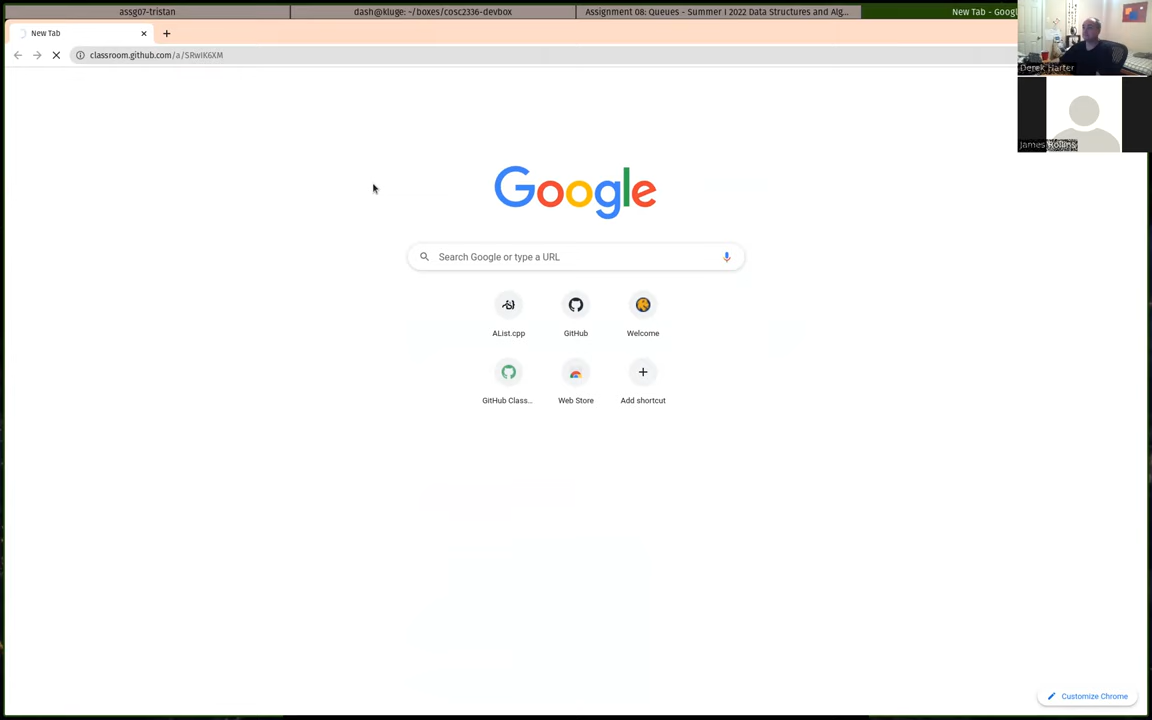 assg07-tristan
dash@kluge: ~/boxes/cosc2336-devbox
Assignment 08: Queues - Summer I 2022 Data Structures and Alg...
New Tab - Googl
New Tab
classroom.github.com/a/SRwIK6XM
Derek Harter
James Rollins
Google
Search Google or type a URL
AList.cpp
GitHub
Welcome
GitHub Class...
Web Store
Add shortcut
Customize Chrome